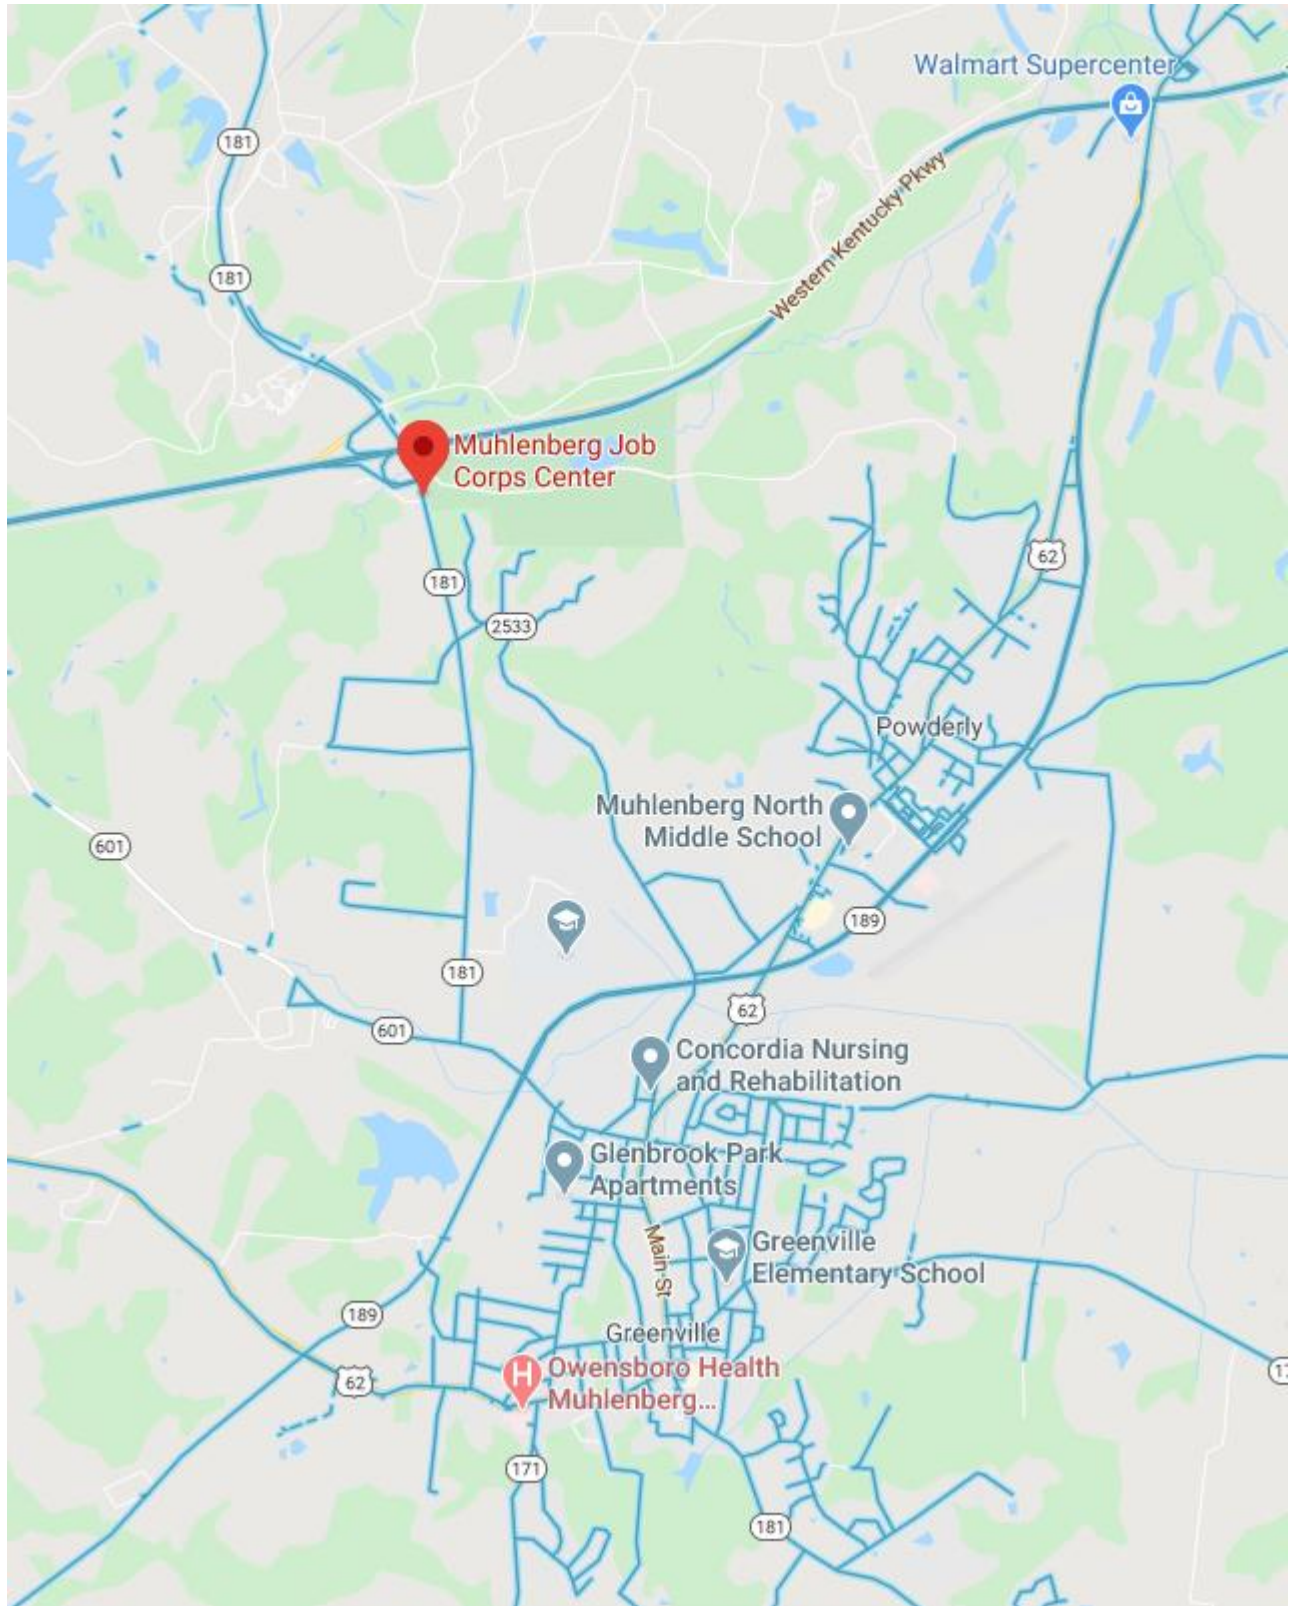 Walmart Supercenter
181
Western Kentucky Pkwy
181
Muhlenberg Job
Corps Center
62
181
2533
Powderly
Muhlenberg North
Middle School
601
189
181
62
601
Concordia Nursing
and Rehabilitation
Glenbrook Park
Apartments
Main St
Greenville
Elementary School
189
Greenville
Owensboro Health
Muhlenberg...
H
62
171
181